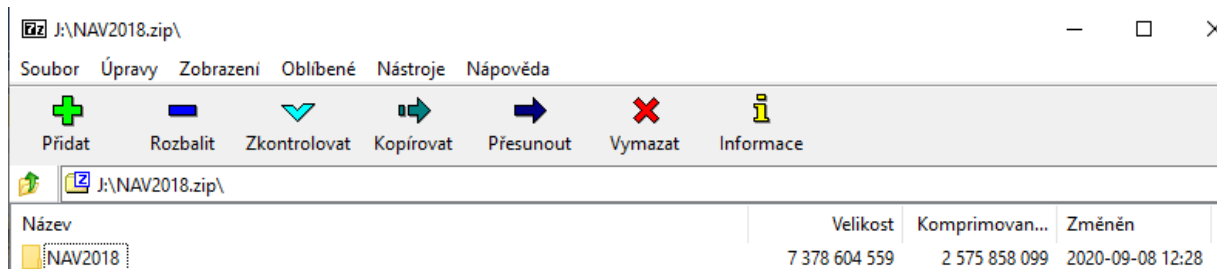 7z J:\NAV2018.zip\
Soubor Úpravy Zobrazení Oblíbené Nástroje Nápověda
Přidat Rozbalit Zkontrolovat Kopírovat Přesunout Vymazat Informace
J:\NAV2018.zip\
Název Velikost Komprimovan... Změněn
NAV2018 7 378 604 559 2 575 858 099 2020-09-08 12:28